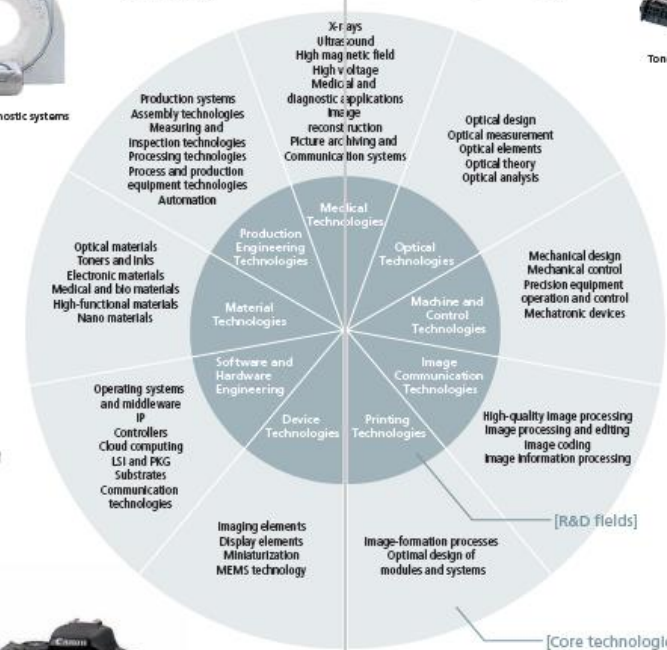 X-rays
Ultrasound
High magnetic field
High voltage
Medical and
diagnostic applications
Image
reconstruction
Picture archiving and
Communication systems
Ton
nostic systems
Production systems
Assembly technologies
Measuring and
inspection technologies
Processing technologies
Process and production
equipment technologies
Automation
Optical design
Optical measurement
Optical elements
Optical theory
Optical analysis
Medical
Technologies
Production
Engineering
Technologies
Optical
Technologies
Optical materials
Toners and inks
Electronic materials
Medical and bio materials
High-functional materials
Nano materials
Mechanical design
Mechanical control
Precision equipment
operation and control
Mechatronic devices
Material
Technologies
Machine and
Control
Technologies
Software and
Hardware
Engineering
Image
Communication
Technologies
Device
Technologies
Printing
Technologies
Operating systems
and middleware
IP
Controllers
Cloud computing
LSI and PKG
Substrates
Communication
technologies
High-quality image processing
Image processing and editing
Image coding
Image information processing
[R&D fields]
Imaging elements
Display elements
Miniaturization
MEMS technology
Image-formation processes
Optimal design of
modules and systems
[Core technologie
Canon